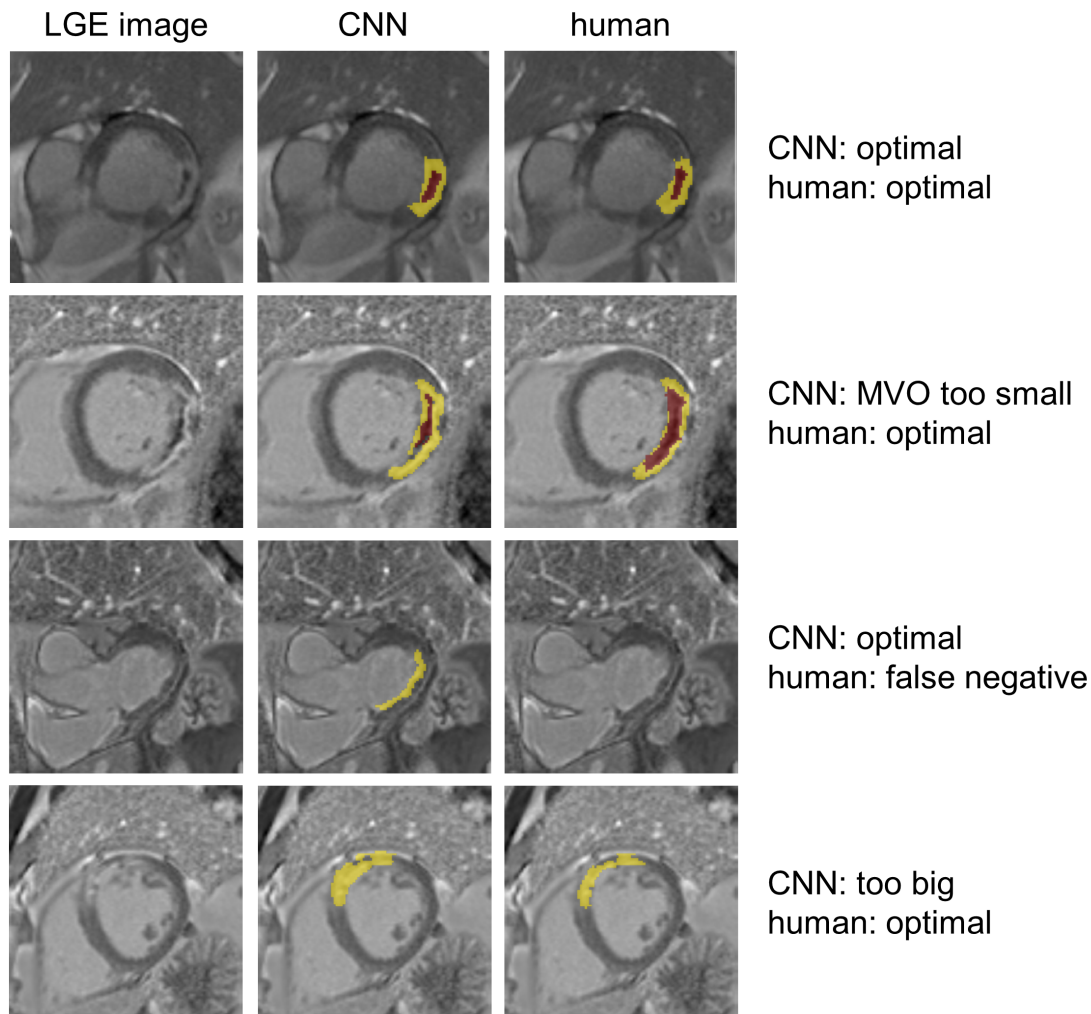 LGE image
CNN
human
CNN: optimal
human: optimal
CNN: MVO too small
human: optimal
CNN: optimal
human: false negative
CNN: too big
human: optimal